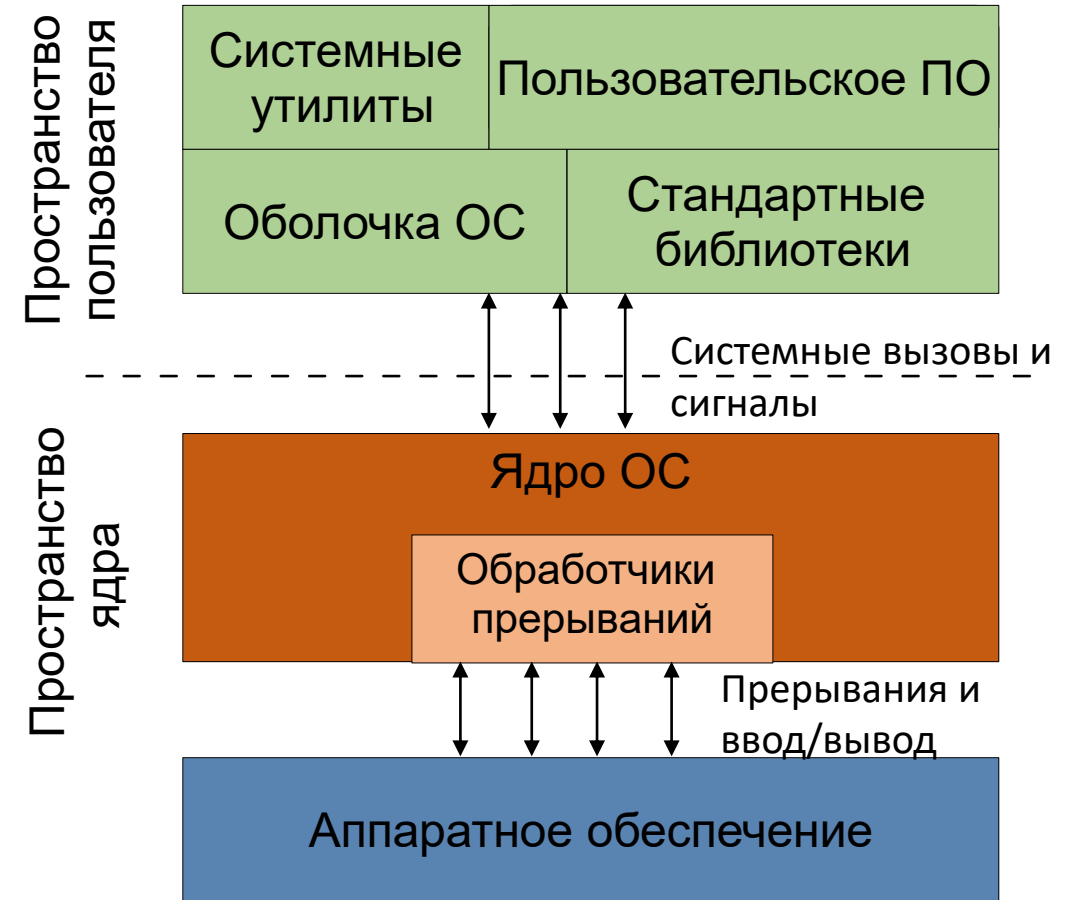 Пространство
пользователя
Системные
утилиты
Пользовательское ПО
Оболочка ОС
Стандартные
библиотеки
Системные вызовы и
сигналы
Пространство
ядра
Ядро ОС
Обработчики
прерываний
Прерывания и
ввод/вывод
Аппаратное обеспечение